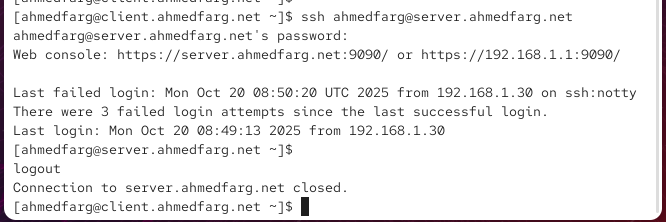 [ahmedfarg@client.ahmedfarg.net ~]$ ssh ahmedfarg@server.ahmedfarg.net
ahmedfarg@server.ahmedfarg.net's password:
Web console: https://server.ahmedfarg.net:9090/ or https://192.168.1.1:9090/
Last failed login: Mon Oct 20 08:50:20 UTC 2025 from 192.168.1.30 on ssh:notty
There were 3 failed login attempts since the last successful login.
Last login: Mon Oct 20 08:49:13 2025 from 192.168.1.30
[ahmedfarg@server.ahmedfarg.net ~]$
logout
Connection to server.ahmedfarg.net closed.
[ahmedfarg@client.ahmedfarg.net ~]$